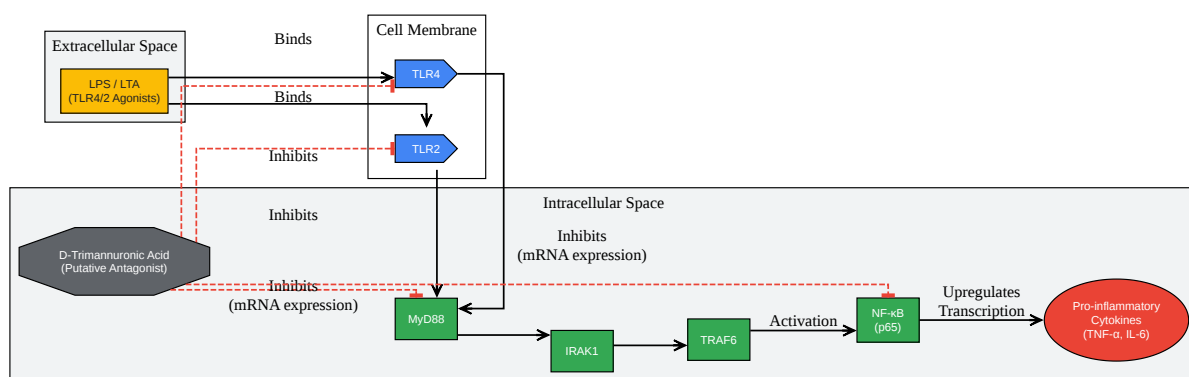 Cell Membrane
Binds
Extracellular Space
LPS / LTA
(TLR4/2 Agonists)
TLR4
Binds
TLR2
Inhibits
Intracellular Space
Inhibits
Inhibits
(mRNA expression)
D-Trimannuronic Acid
(Putative Antagonist)
Inhibits
(mRNA expression)
MyD88
IRAK1
TRAF6
Activation
NF-κB
(p65)
Upregulates
Transcription
Pro-inflammatory
Cytokines
(TNF-α, IL-6)